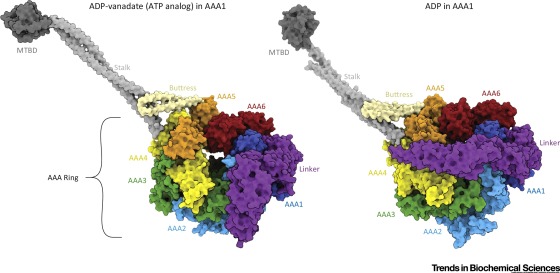 ADP-vanadate (ATP analog) in AAA1
ADP in AAA1
MTBD
Stalk
Buttress
AAA5
AAA6
AAA4
AAA3
AAA Ring
Linker
AAA1
AAA2
MTBD
Stalk
Buttress
AAA5
AAA6
Linker
AAA4
AAA1
AAA3
AAA2
Trends in Biochemical Sciences